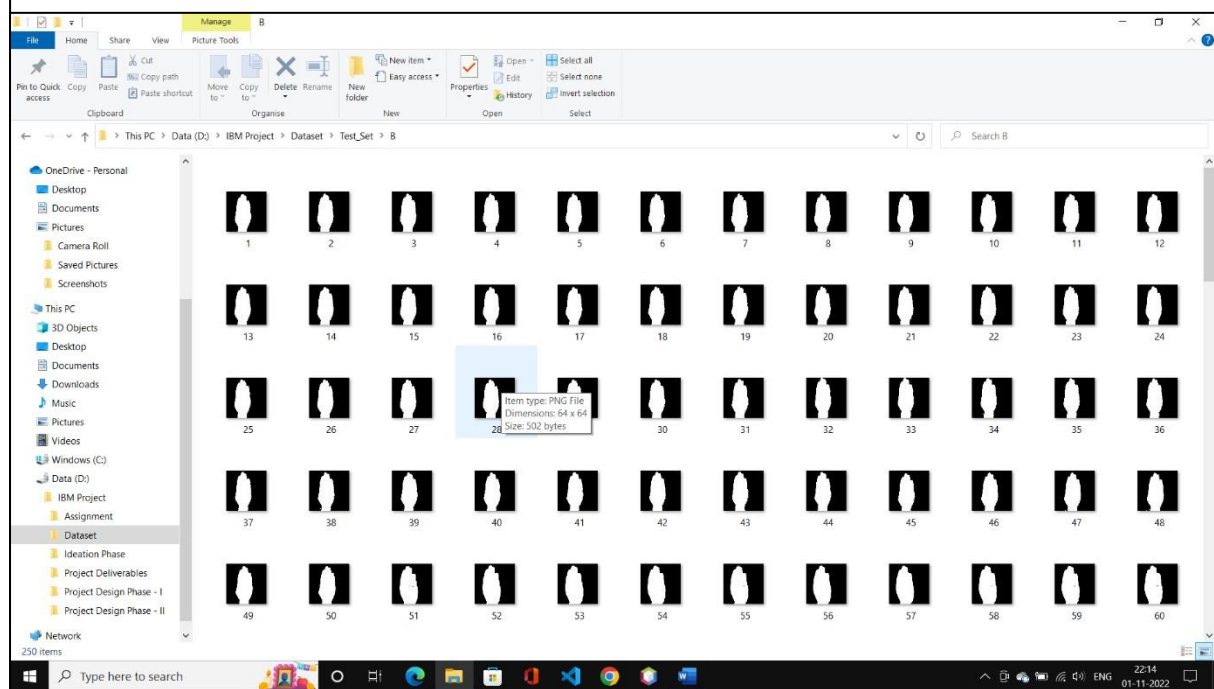 Manage B
File Home Share View Picture Tools
Pin to Quick access
Copy
Paste
Cut
Copy path
Paste shortcut
Clipboard
Move to
Copy to
Delete
Rename
Organise
New folder
New item
Easy access
New
Properties
Open
Edit
History
Open
Select all
Select none
Invert selection
Select
This PC > Data (D:) > IBM Project > Dataset > Test_Set > B
Search B
OneDrive - Personal
Desktop
Documents
Pictures
Camera Roll
Saved Pictures
Screenshots
This PC
3D Objects
Desktop
Documents
Downloads
Music
Pictures
Videos
Windows (C:)
Data (D:)
IBM Project
Assignment
Dataset
Ideation Phase
Project Deliverables
Project Design Phase - I
Project Design Phase - II
Network
1 2 3 4 5 6 7 8 9 10 11 12
13 14 15 16 17 18 19 20 21 22 23 24
25 26 27 28 30 31 32 33 34 35 36
Item type: PNG File
Dimensions: 64 x 64
Size: 502 bytes
37 38 39 40 41 42 43 44 45 46 47 48
49 50 51 52 53 54 55 56 57 58 59 60
250 items
Type here to search
ENG
22:14
01-11-2022